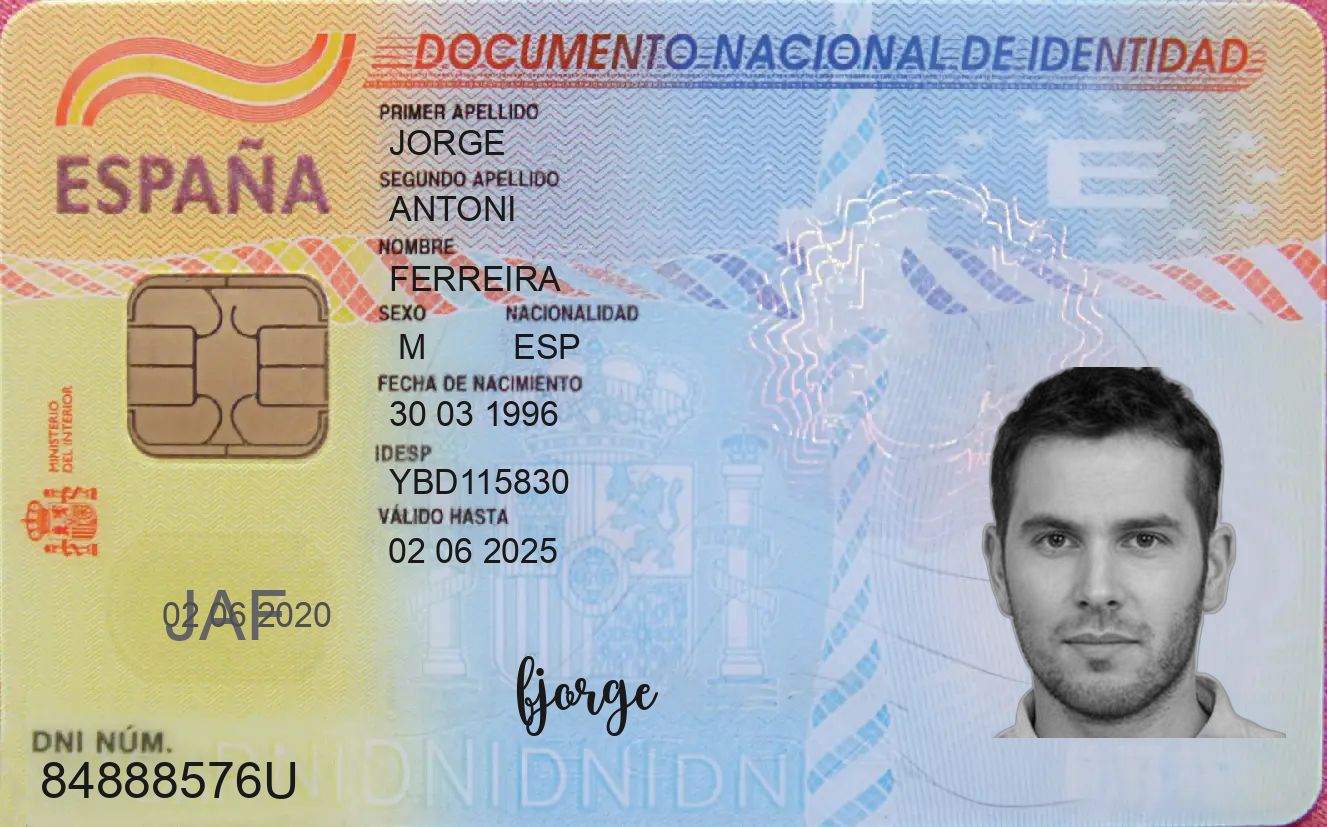 DOCUMENTO NACIONAL DE IDENTIDAD
ESPAÑA
PRIMER APELLIDO
JORGE
SEGUNDO APELLIDO
ANTONI
NOMBRE
FERREIRA
SEXO NACIONALIDAD
M ESP
FECHA DE NACIMIENTO
30 03 1996
IDESP
YBD115830
VÁLIDO HASTA
02 06 2025
MINISTERIO
DEL INTERIOR
E
JAF
02 06 2020
fjorge
DNI NÚM.
84888576U
DNIDNIDNIDNI